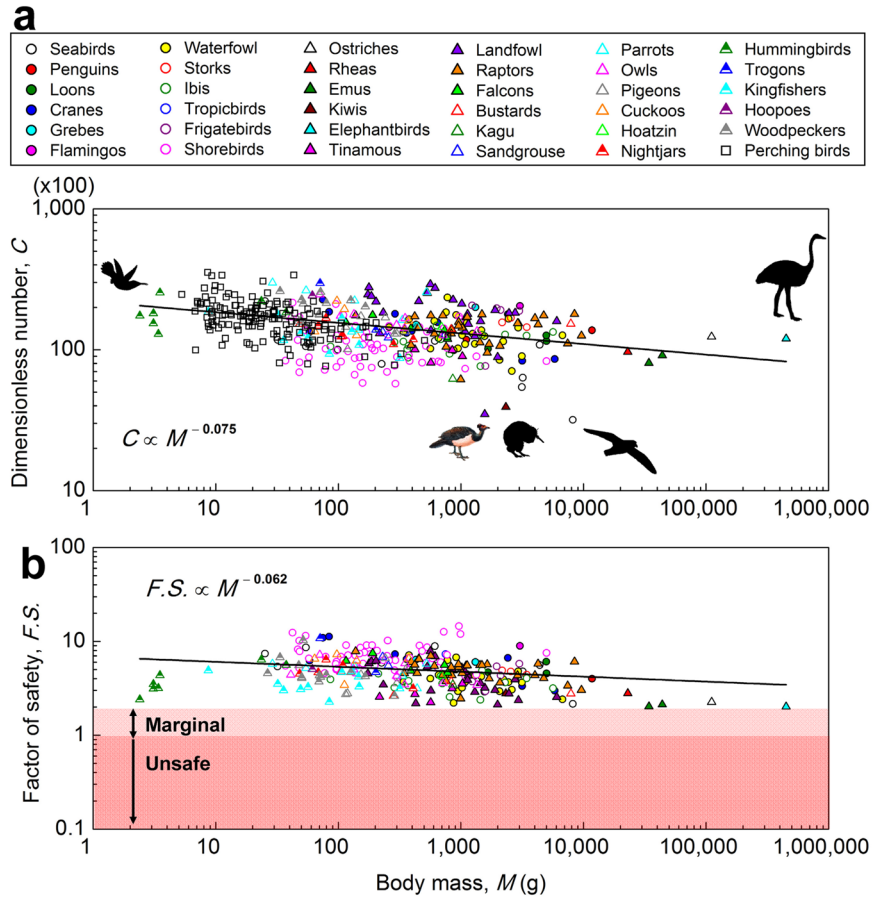 a
Seabirds Waterfowl Ostriches Landfowl Parrots Hummingbirds
Penguins Storks Rheas Raptors Owls Trogons
Loons Ibis Emus Falcons Pigeons Kingfishers
Cranes Tropicbirds Kiwis Bustards Cuckoos Hoopoes
Grebes Frigatebirds Elephantbirds Kagu Hoatzin Woodpeckers
Flamingos Shorebirds Tinamous Sandgrouse Nightjars Perching birds
(x100)
1,000
100
10
Dimensionless number, C
C ∝ M^−0.075
1 10 100 1,000 10,000 100,000 1,000,000
b
100
10
1
0.1
Factor of safety, F.S.
F.S. ∝ M^−0.062
Marginal
Unsafe
1 10 100 1,000 10,000 100,000 1,000,000
Body mass, M (g)